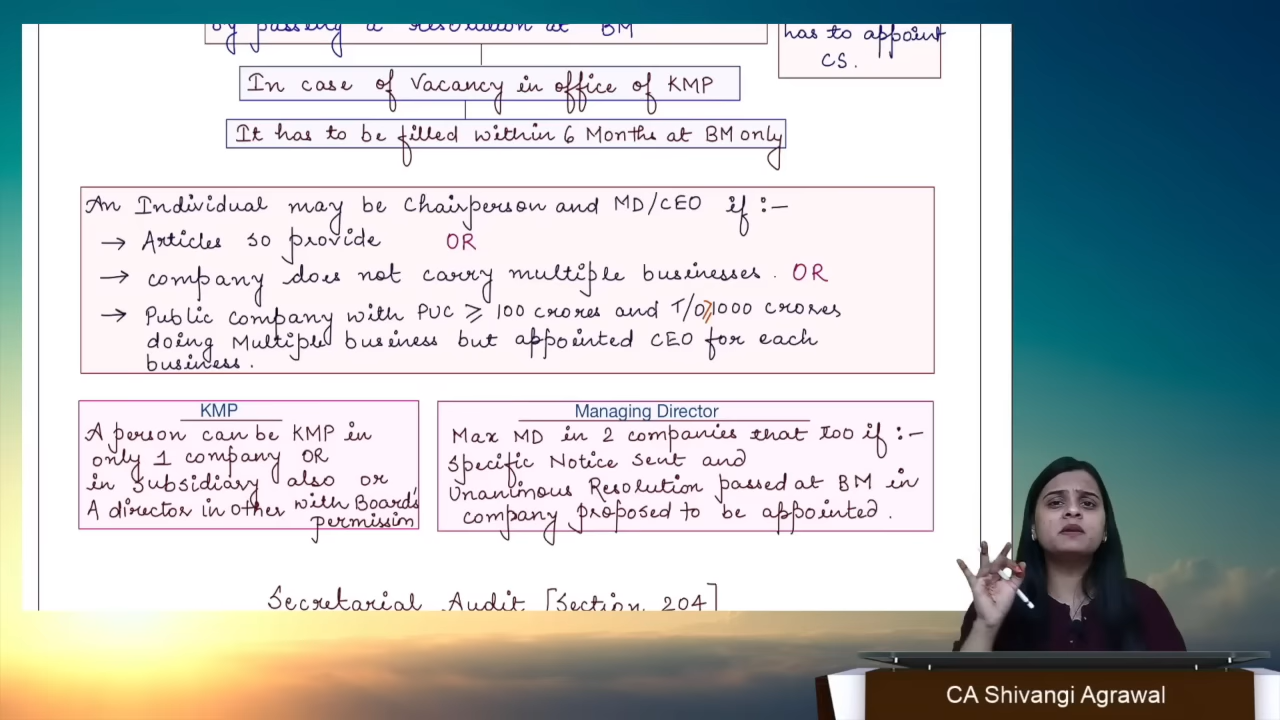 by passing a resolution at BM
has to appoint
CS.
In case of Vacancy in office of KMP
It has to be filled within 6 Months at BM only
An Individual may be Chairperson and MD/CEO if :-
→ Articles so provide OR
→ company does not carry multiple businesses. OR
→ Public company with PUC ≥ 100 crores and T/O ≥ 1000 crores
doing Multiple business but appointed CEO for each
business.
KMP
A person can be KMP in
only 1 company OR
in Subsidiary also or,
A director in other with Board's
permission
Managing Director
Max MD in 2 companies that too if :-
Specific Notice Sent and
Unanimous Resolution passed at BM in
company proposed to be appointed.
Secretarial Audit [Section 204]
CA Shivangi Agrawal